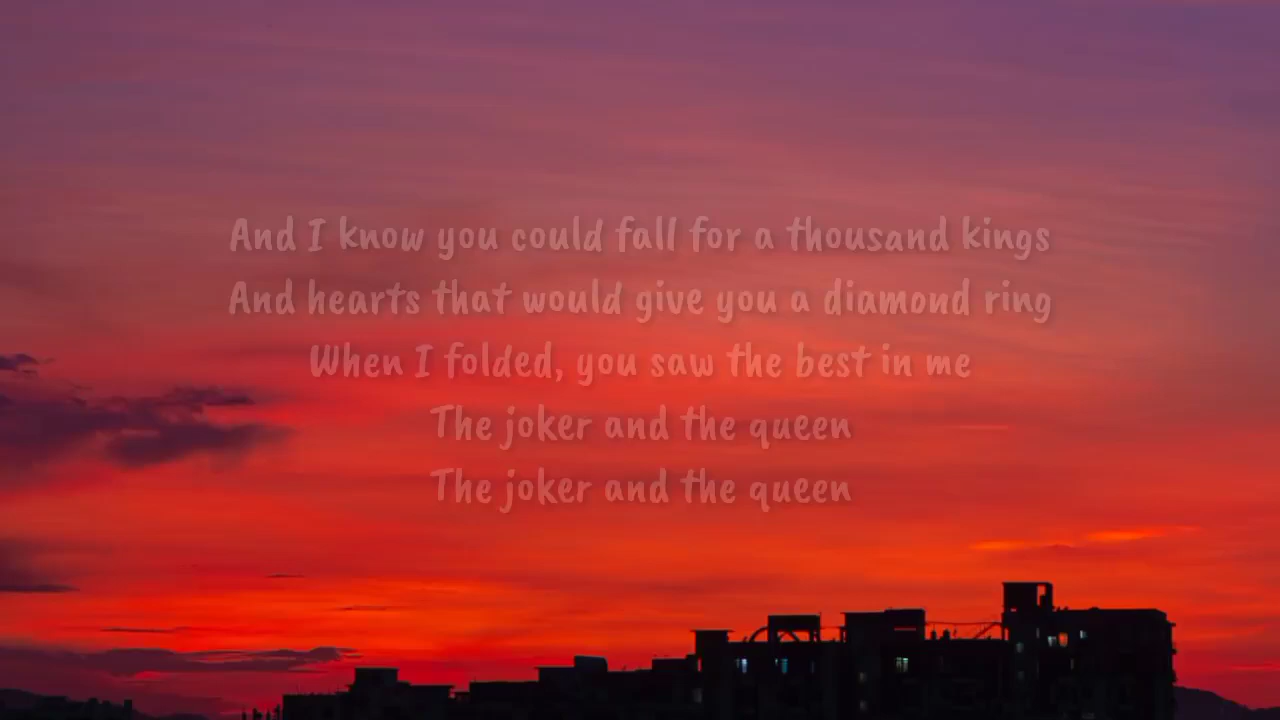 And I know you could fall for a thousand kings
And hearts that would give you a diamond ring
When I folded, you saw the best in me
The joker and the queen
The joker and the queen